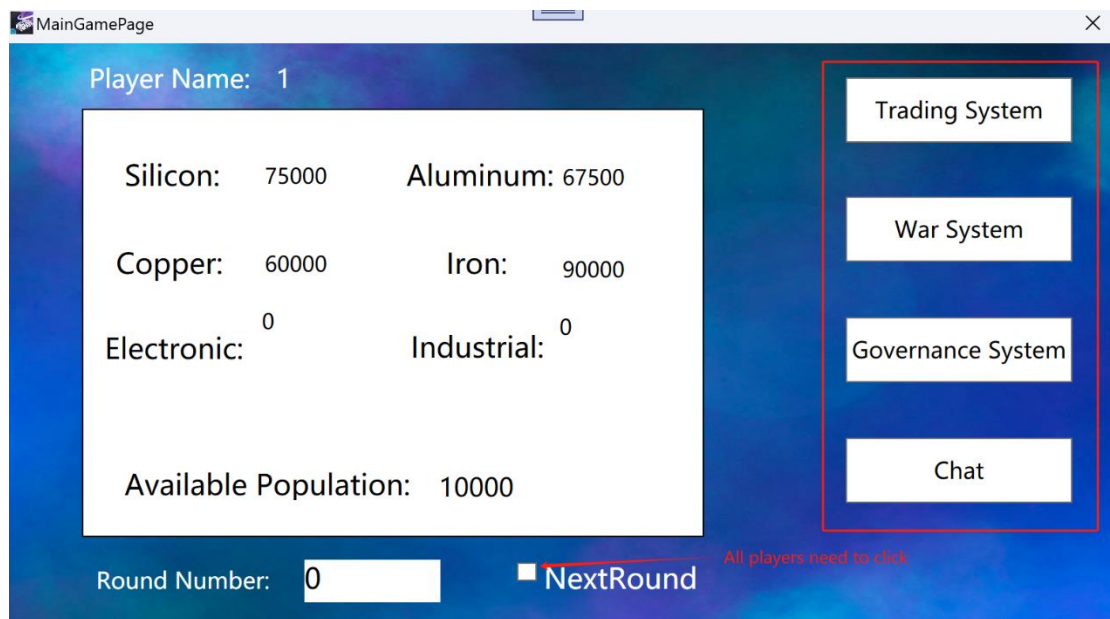 MainGamePage
Player Name: 1
Trading System
Silicon: 75000 Aluminum: 67500
War System
Copper: 60000 Iron: 90000
Electronic: 0 Industrial: 0
Governance System
Available Population: 10000
Chat
All players need to click
Round Number: 0 NextRound